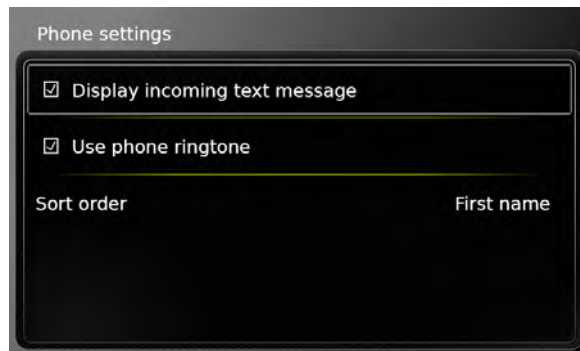 Phone settings
Display incoming text message
Use phone ringtone
Sort order First name